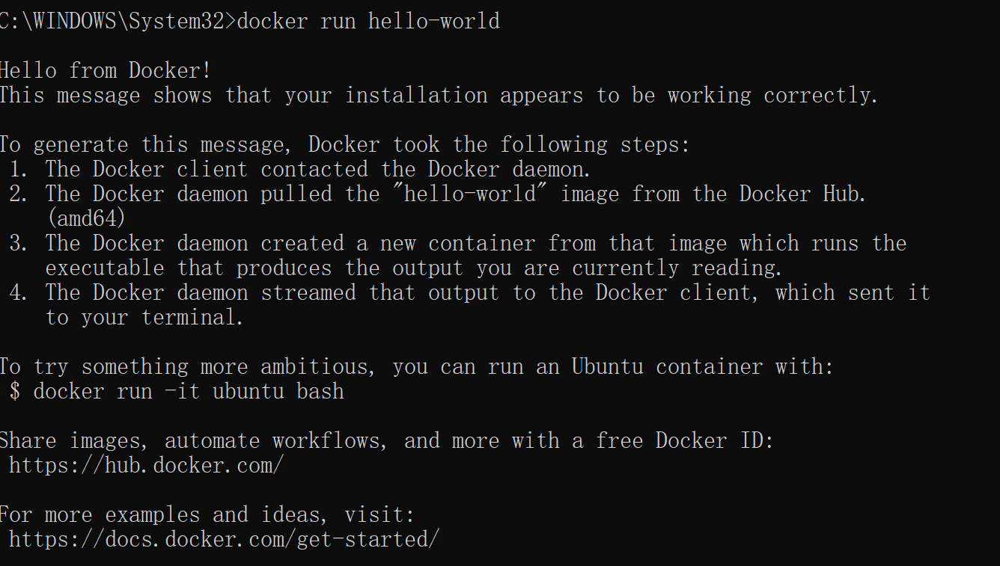 C:\WINDOWS\System32>docker run hello-world
Hello from Docker!
This message shows that your installation appears to be working correctly.
To generate this message, Docker took the following steps:
1. The Docker client contacted the Docker daemon.
2. The Docker daemon pulled the "hello-world" image from the Docker Hub.
(amd64)
3. The Docker daemon created a new container from that image which runs the
executable that produces the output you are currently reading.
4. The Docker daemon streamed that output to the Docker client, which sent it
to your terminal.
To try something more ambitious, you can run an Ubuntu container with:
$ docker run -it ubuntu bash
Share images, automate workflows, and more with a free Docker ID:
https://hub.docker.com/
For more examples and ideas, visit:
https://docs.docker.com/get-started/